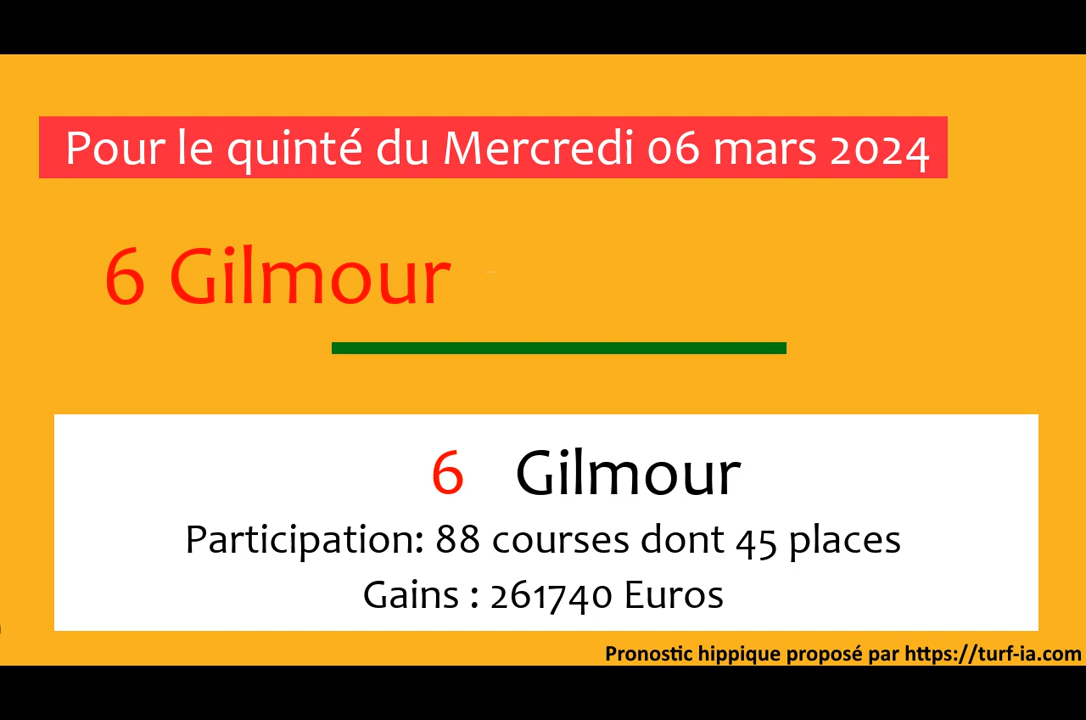 Pour le quinté du Mercredi 06 mars 2024
6 Gilmour
6 Gilmour
Participation: 88 courses dont 45 places
Gains : 261740 Euros
Pronostic hippique proposé par https://turf-ia.com